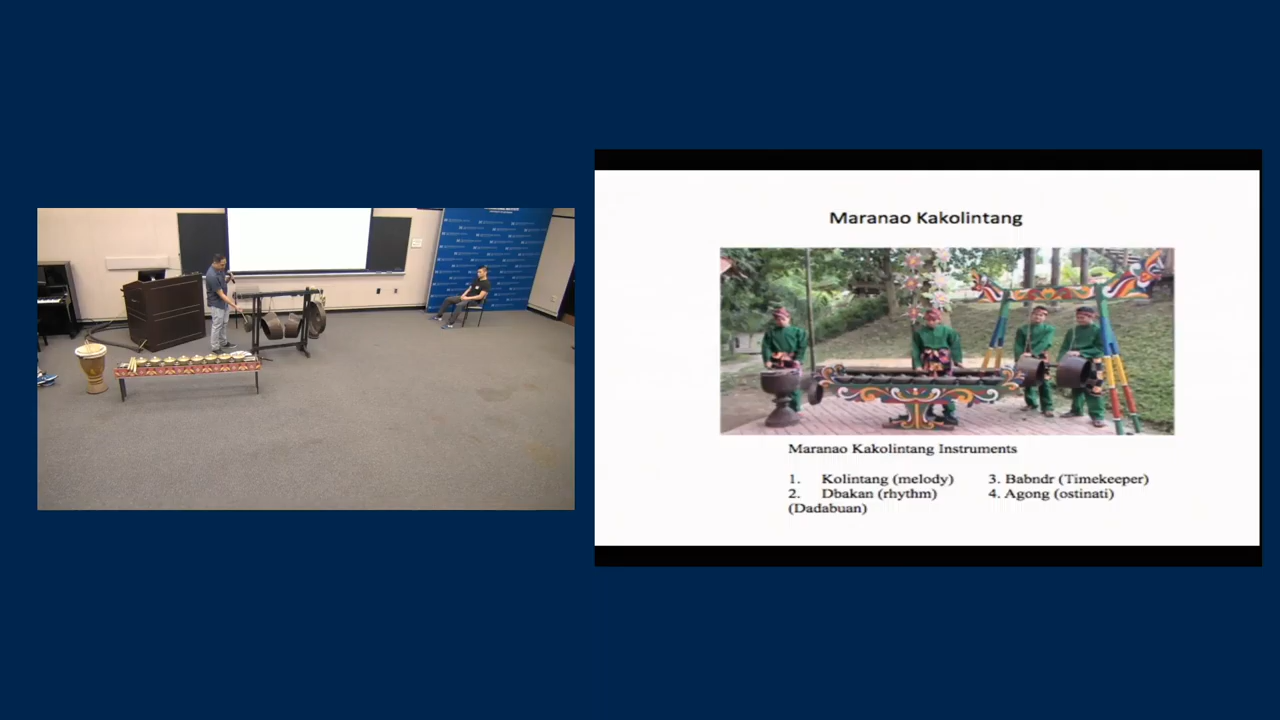 Maranao Kakolintang
Maranao Kakolintang Instruments
1. Kolintang (melody) 3. Babndr (Timekeeper)
2. Dbakan (rhythm) 4. Agong (ostinati)
(Dadabuan)